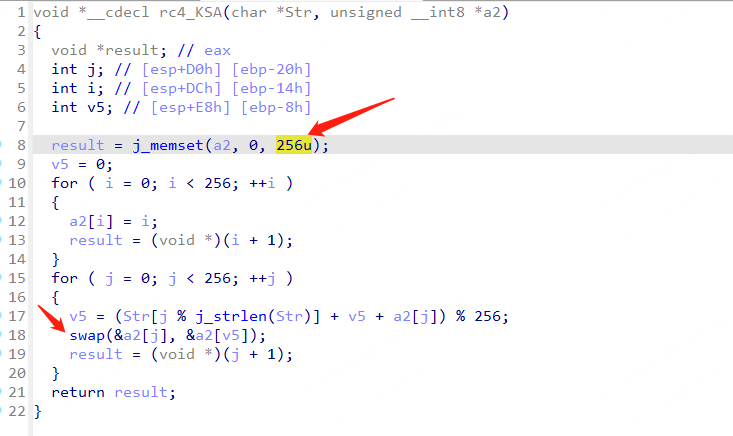 1 void *__cdecl rc4_KSA(char *Str, unsigned __int8 *a2)
2 {
3 void *result; // eax
4 int j; // [esp+D0h] [ebp-20h]
5 int i; // [esp+DCh] [ebp-14h]
6 int v5; // [esp+E8h] [ebp-8h]
7
8 result = j_memset(a2, 0, 256u);
9 v5 = 0;
10 for ( i = 0; i < 256; ++i )
11 {
12 a2[i] = i;
13 result = (void *)(i + 1);
14 }
15 for ( j = 0; j < 256; ++j )
16 {
17 v5 = (Str[j % j_strlen(Str)] + v5 + a2[j]) % 256;
18 swap(&a2[j], &a2[v5]);
19 result = (void *)(j + 1);
20 }
21 return result;
22 }